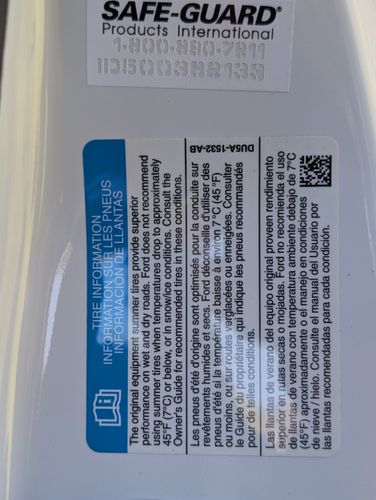 SAFE-GUARD®
Products International
1-800-890-7811
TIRE INFORMATION
INFORMATION SUR LES PNEUS
INFORMACIÓN DE LLANTAS
The original equipment summer tires provide superior
performance on wet and dry roads. Ford does not recommend
using summer tires when temperatures drop to approximately
45°F (7°C) or below, or in snow/ice conditions. Consult the
Owner's Guide for recommended tires in these conditions.
Les pneus d'été d'origine sont optimisés pour la conduite sur
revêtements humides et secs. Ford déconseille d'utiliser des
pneus d'été si la température baisse à environ 7°C (45°F)
ou moins, ou sur routes verglacées ou enneigées. Consulter
le Guide du propriétaire qui indique les pneus recommandés
pour de telles conditions.
DU5A-1532-AB
Las llantas de verano del equipo original proveen rendimiento
superior en rutas secas o mojadas. Ford no recomienda el uso
de llantas de verano con temperatura ambiente debajo de 7°C
(45°F) aproximadamente o el manejo en condiciones
de nieve / hielo. Consulte el manual del Usuario por
las llantas recomendadas para cada condición.